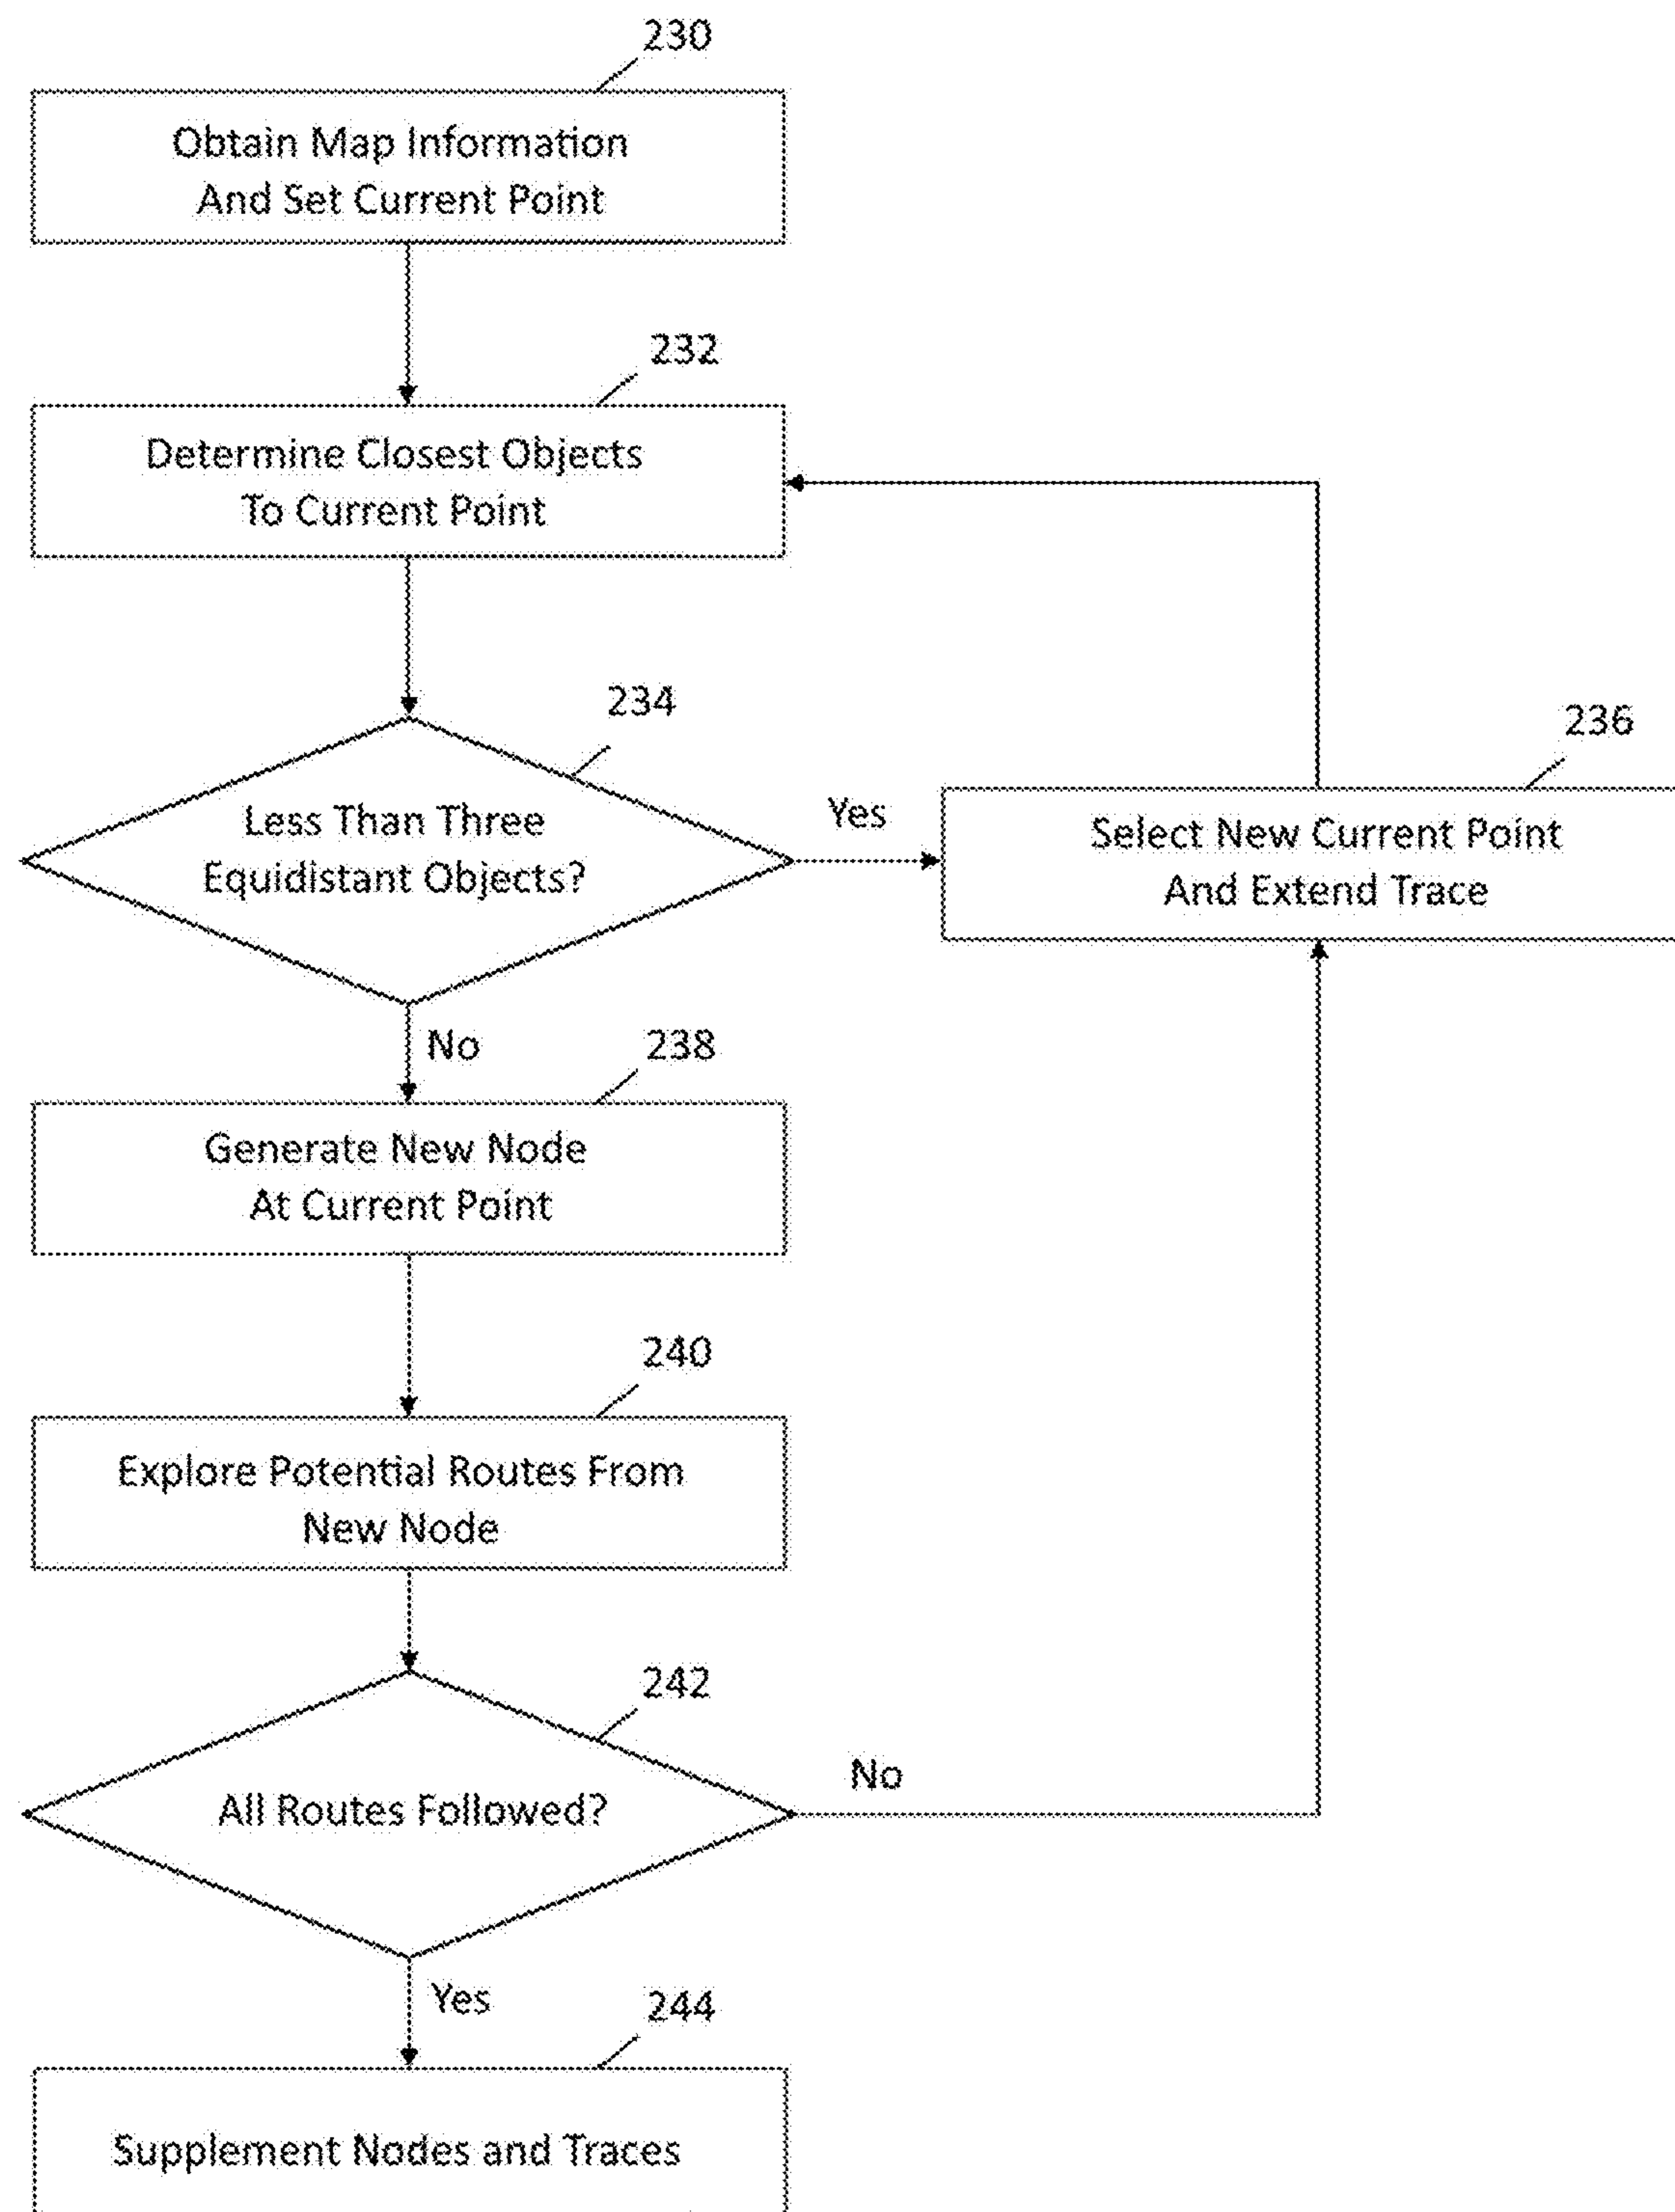 230
Obtain Map Information
And Set Current Point
232
Determine Closest Objects
To Current Point
234
Less Than Three
Equidistant Objects?
Yes
236
Select New Current Point
And Extend Trace
No
238
Generate New Node
At Current Point
240
Explore Potential Routes From
New Node
242
All Routes Followed?
No
Yes
244
Supplement Nodes and Traces